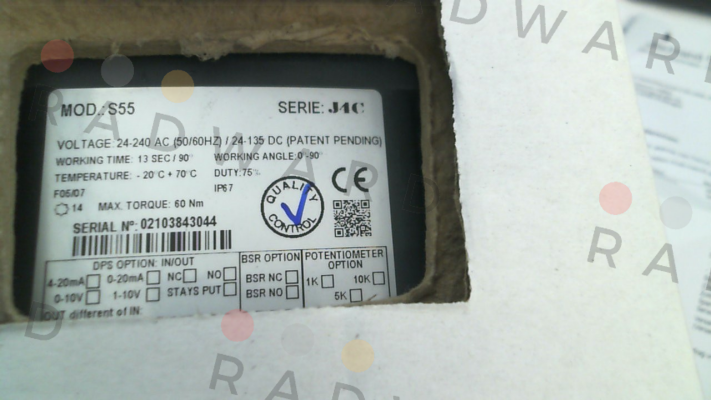 RADWAR
MOD.: S55 SERIE: J4C
VOLTAGE: 24-240 AC (50/60HZ) / 24-135 DC (PATENT PENDING)
WORKING TIME: 13 SEC / 90° WORKING ANGLE: 0°-90°
TEMPERATURE: - 20°C + 70°C DUTY: 75%
F05/07 IP67
14 MAX. TORQUE: 60 Nm
QUALITY CONTROL
CE
SERIAL Nº: 02103843044
DPS OPTION: IN/OUT BSR OPTION POTENTIOMETER OPTION
4-20mA 0-20mA NC NO BSR NC 1K 10K
0-10V 1-10V STAYS PUT BSR NO 5K
OUT different of IN:
RADWAR
RADWAR